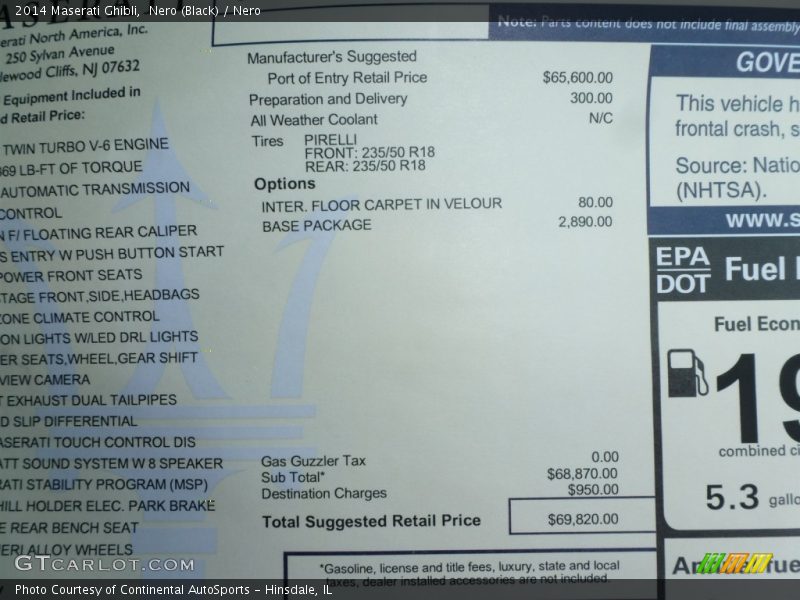 2014 Maserati Ghibli, Nero (Black) / Nero
North America, Inc.
250 Sylvan Avenue
Cliffs, NJ 07632
Equipment Included in
Retail Price:
TWIN TURBO V-6 ENGINE
LB-FT OF TORQUE
AUTOMATIC TRANSMISSION
CONTROL
F/ FLOATING REAR CALIPER
ENTRY W PUSH BUTTON START
POWER FRONT SEATS
FRONT,SIDE,HEADBAGS
CLIMATE CONTROL
LIGHTS W/LED DRL LIGHTS
SEATS,WHEEL,GEAR SHIFT
VIEW CAMERA
EXHAUST DUAL TAILPIPES
SLIP DIFFERENTIAL
TOUCH CONTROL DIS
SOUND SYSTEM W 8 SPEAKER
STABILITY PROGRAM (MSP)
HILL HOLDER ELEC. PARK BRAKE
REAR BENCH SEAT
ALLOY WHEELS
Manufacturer's Suggested
Port of Entry Retail Price $65,600.00
Preparation and Delivery 300.00
All Weather Coolant N/C
Tires PIRELLI
FRONT: 235/50 R18
REAR: 235/50 R18
Options
INTER. FLOOR CARPET IN VELOUR 80.00
BASE PACKAGE 2,890.00
Gas Guzzler Tax 0.00
Sub Total* $68,870.00
Destination Charges $950.00
Total Suggested Retail Price $69,820.00
*Gasoline, license and title fees, luxury, state and local
taxes, dealer installed accessories are not included.
Note: Parts content does not include final assembly
GOVE
This vehicle h
frontal crash, s
Source: Natio
(NHTSA).
www.s
EPA
DOT Fuel
Fuel Econ
19
combined ci
5.3 gallo
fue
GTCARLOT.COM
Photo Courtesy of Continental AutoSports – Hinsdale, IL